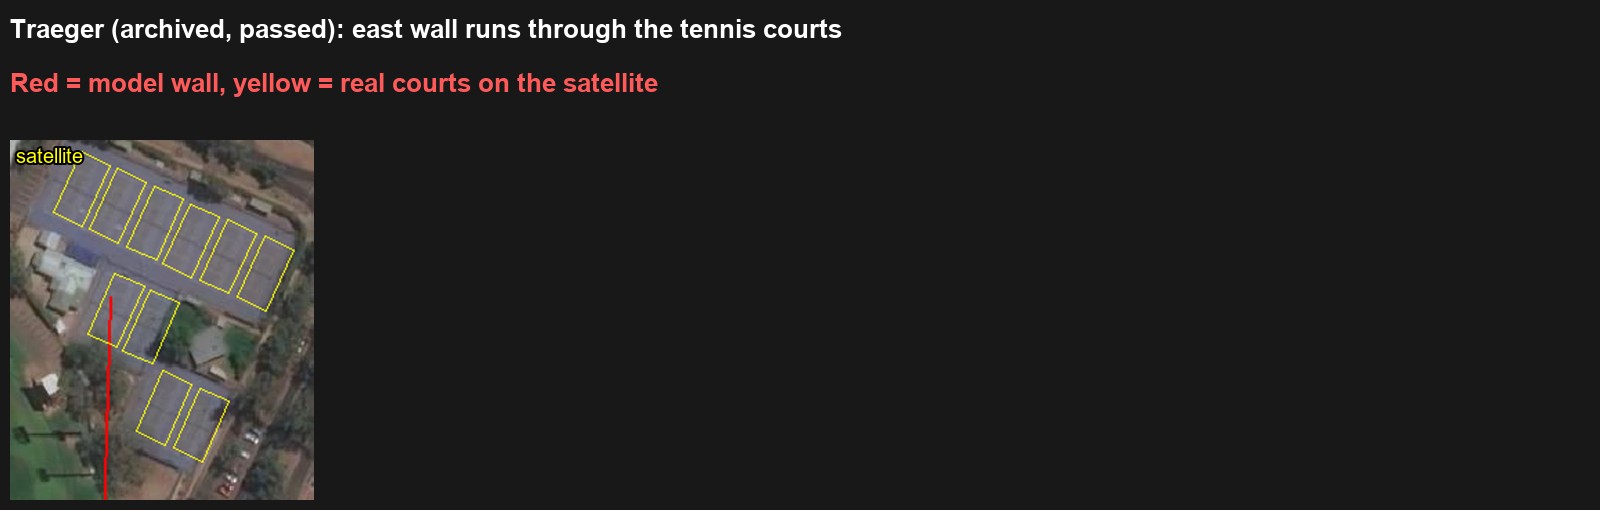 Traeger (archived, passed): east wall runs through the tennis courts
Red = model wall, yellow = real courts on the satellite
satellite